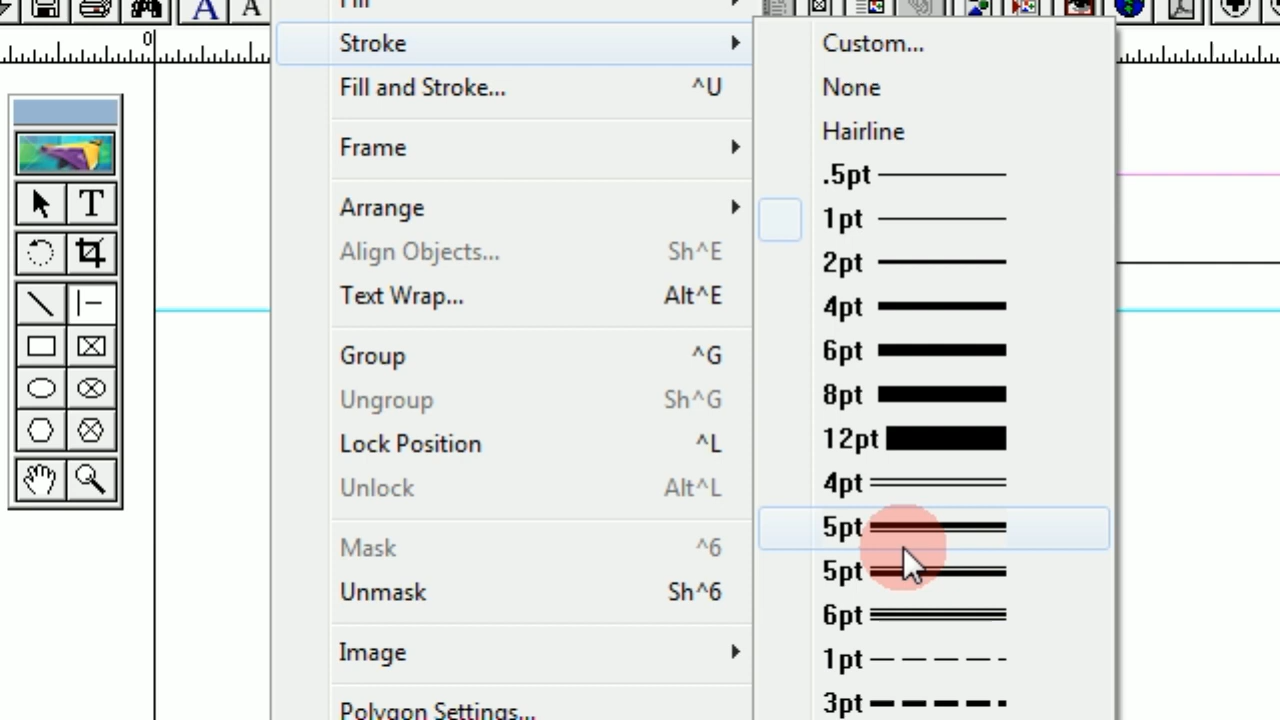 A A
0
Fill
Stroke
Fill and Stroke... ^U
Frame
Arrange
Align Objects... Sh^E
Text Wrap... Alt^E
Group ^G
Ungroup Sh^G
Lock Position ^L
Unlock Alt^L
Mask ^6
Unmask Sh^6
Image
Polygon Settings...
T
Custom...
None
Hairline
.5pt
1pt
2pt
4pt
6pt
8pt
12pt
4pt
5pt
5pt
6pt
1pt
3pt